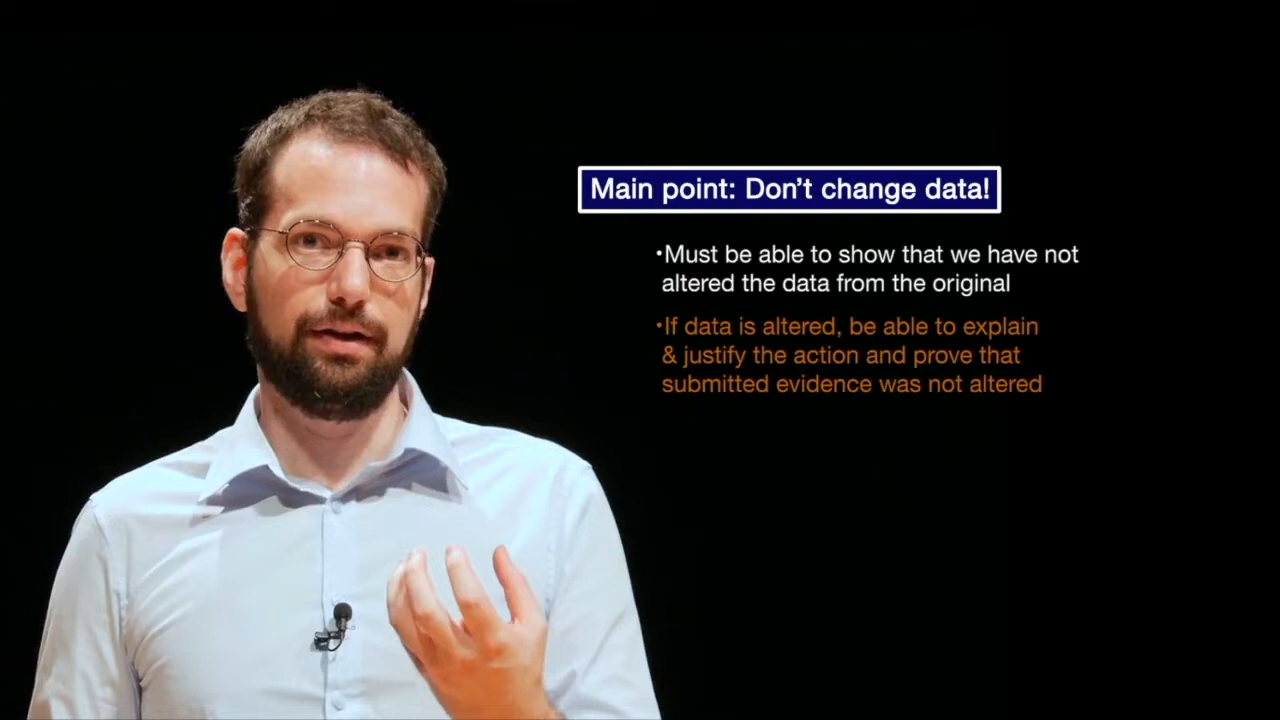 Main point: Don't change data!
•Must be able to show that we have not
altered the data from the original
•If data is altered, be able to explain
& justify the action and prove that
submitted evidence was not altered